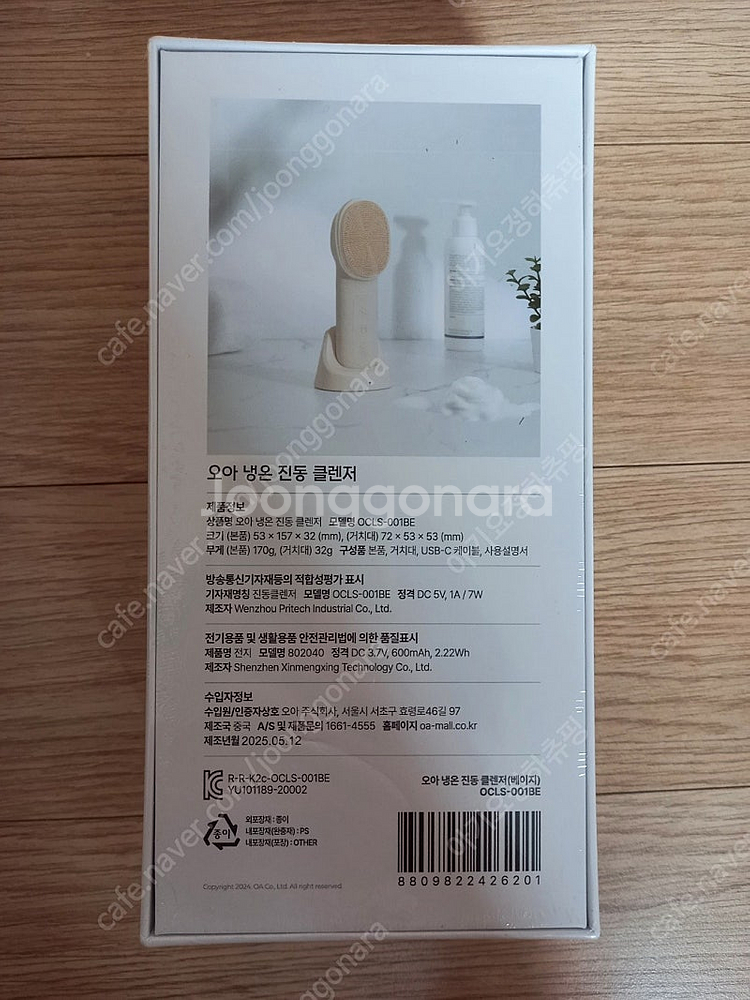 오아 냉온 진동 클렌저
Joonggonara
제품정보
상품명 오아 냉온 진동 클렌저 모델명 OCLS-001BE
크기 (본품) 53 × 157 × 32 (mm), (거치대) 72 × 53 × 53 (mm)
무게 (본품) 170g, (거치대) 32g 구성품 본품, 거치대, USB-C 케이블, 사용설명서
방송통신기자재등의 적합성평가 표시
기자재명칭 진동클렌저 모델명 OCLS-001BE 정격 DC 5V, 1A / 7W
제조자 Wenzhou Pritech Industrial Co., Ltd.
전기용품 및 생활용품 안전관리법에 의한 품질표시
제품명 전지 모델명 802040 정격 DC 3.7V, 600mAh, 2.22Wh
제조자 Shenzhen Xinmengxing Technology Co., Ltd.
수입자정보
수입원/인증자상호 오아 주식회사, 서울시 서초구 효령로46길 97
제조국 중국 A/S 및 제품문의 1661-4555 홈페이지 oa-mall.co.kr
제조년월 2025.05.12
R-R-K2c-OCLS-001BE
YU101189-20002
오아 냉온 진동 클렌저(베이지)
OCLS-001BE
종이
외포장재 : 종이
내포장재(완충재) : PS
내포장재(포장) : OTHER
8809822426201
Copyright 2024. OA Co., Ltd. All right reserved.
cafe.naver.com/joonggonara
아기요정하츄핑